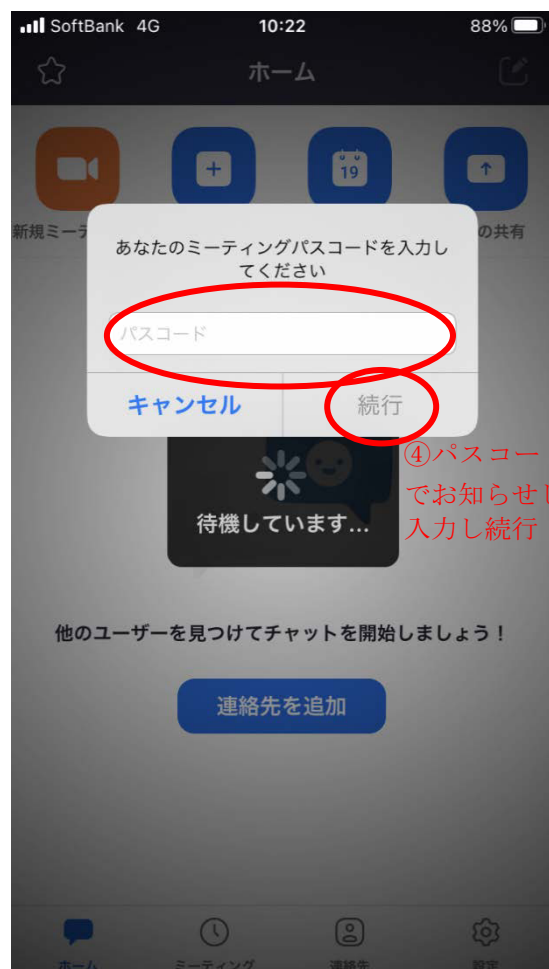 SoftBank 4G 10:22 88%
ホーム
19
新規ミーテ の共有
あなたのミーティングパスコードを入力し
てください
パスコード
キャンセル 続行
④パスコー
でお知らせし
入力し続行
待機しています...
他のユーザーを見つけてチャットを開始しましょう！
連絡先を追加
ホーム ミーティング 連絡先 設定